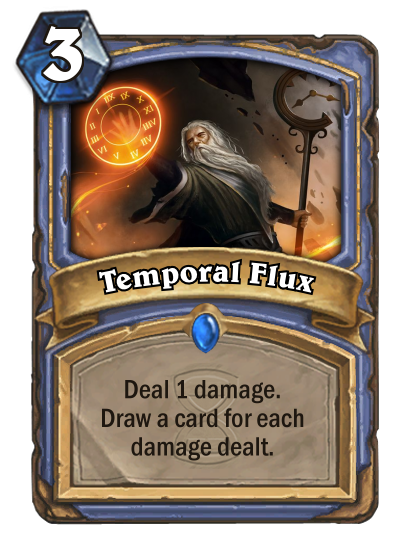 3
Temporal Flux
Deal 1 damage.
Draw a card for each
damage dealt.